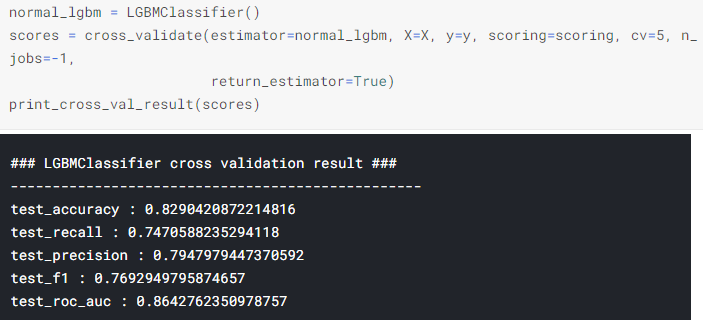 normal_lgbm = LGBMClassifier()
scores = cross_validate(estimator=normal_lgbm, X=X, y=y, scoring=scoring, cv=5, n_
jobs=-1,
                        return_estimator=True)
print_cross_val_result(scores)
### LGBMClassifier cross validation result ###
--------------------------------------------------
test_accuracy : 0.8290420872214816
test_recall : 0.7470588235294118
test_precision : 0.7947979447370592
test_f1 : 0.7692949795874657
test_roc_auc : 0.8642762350978757